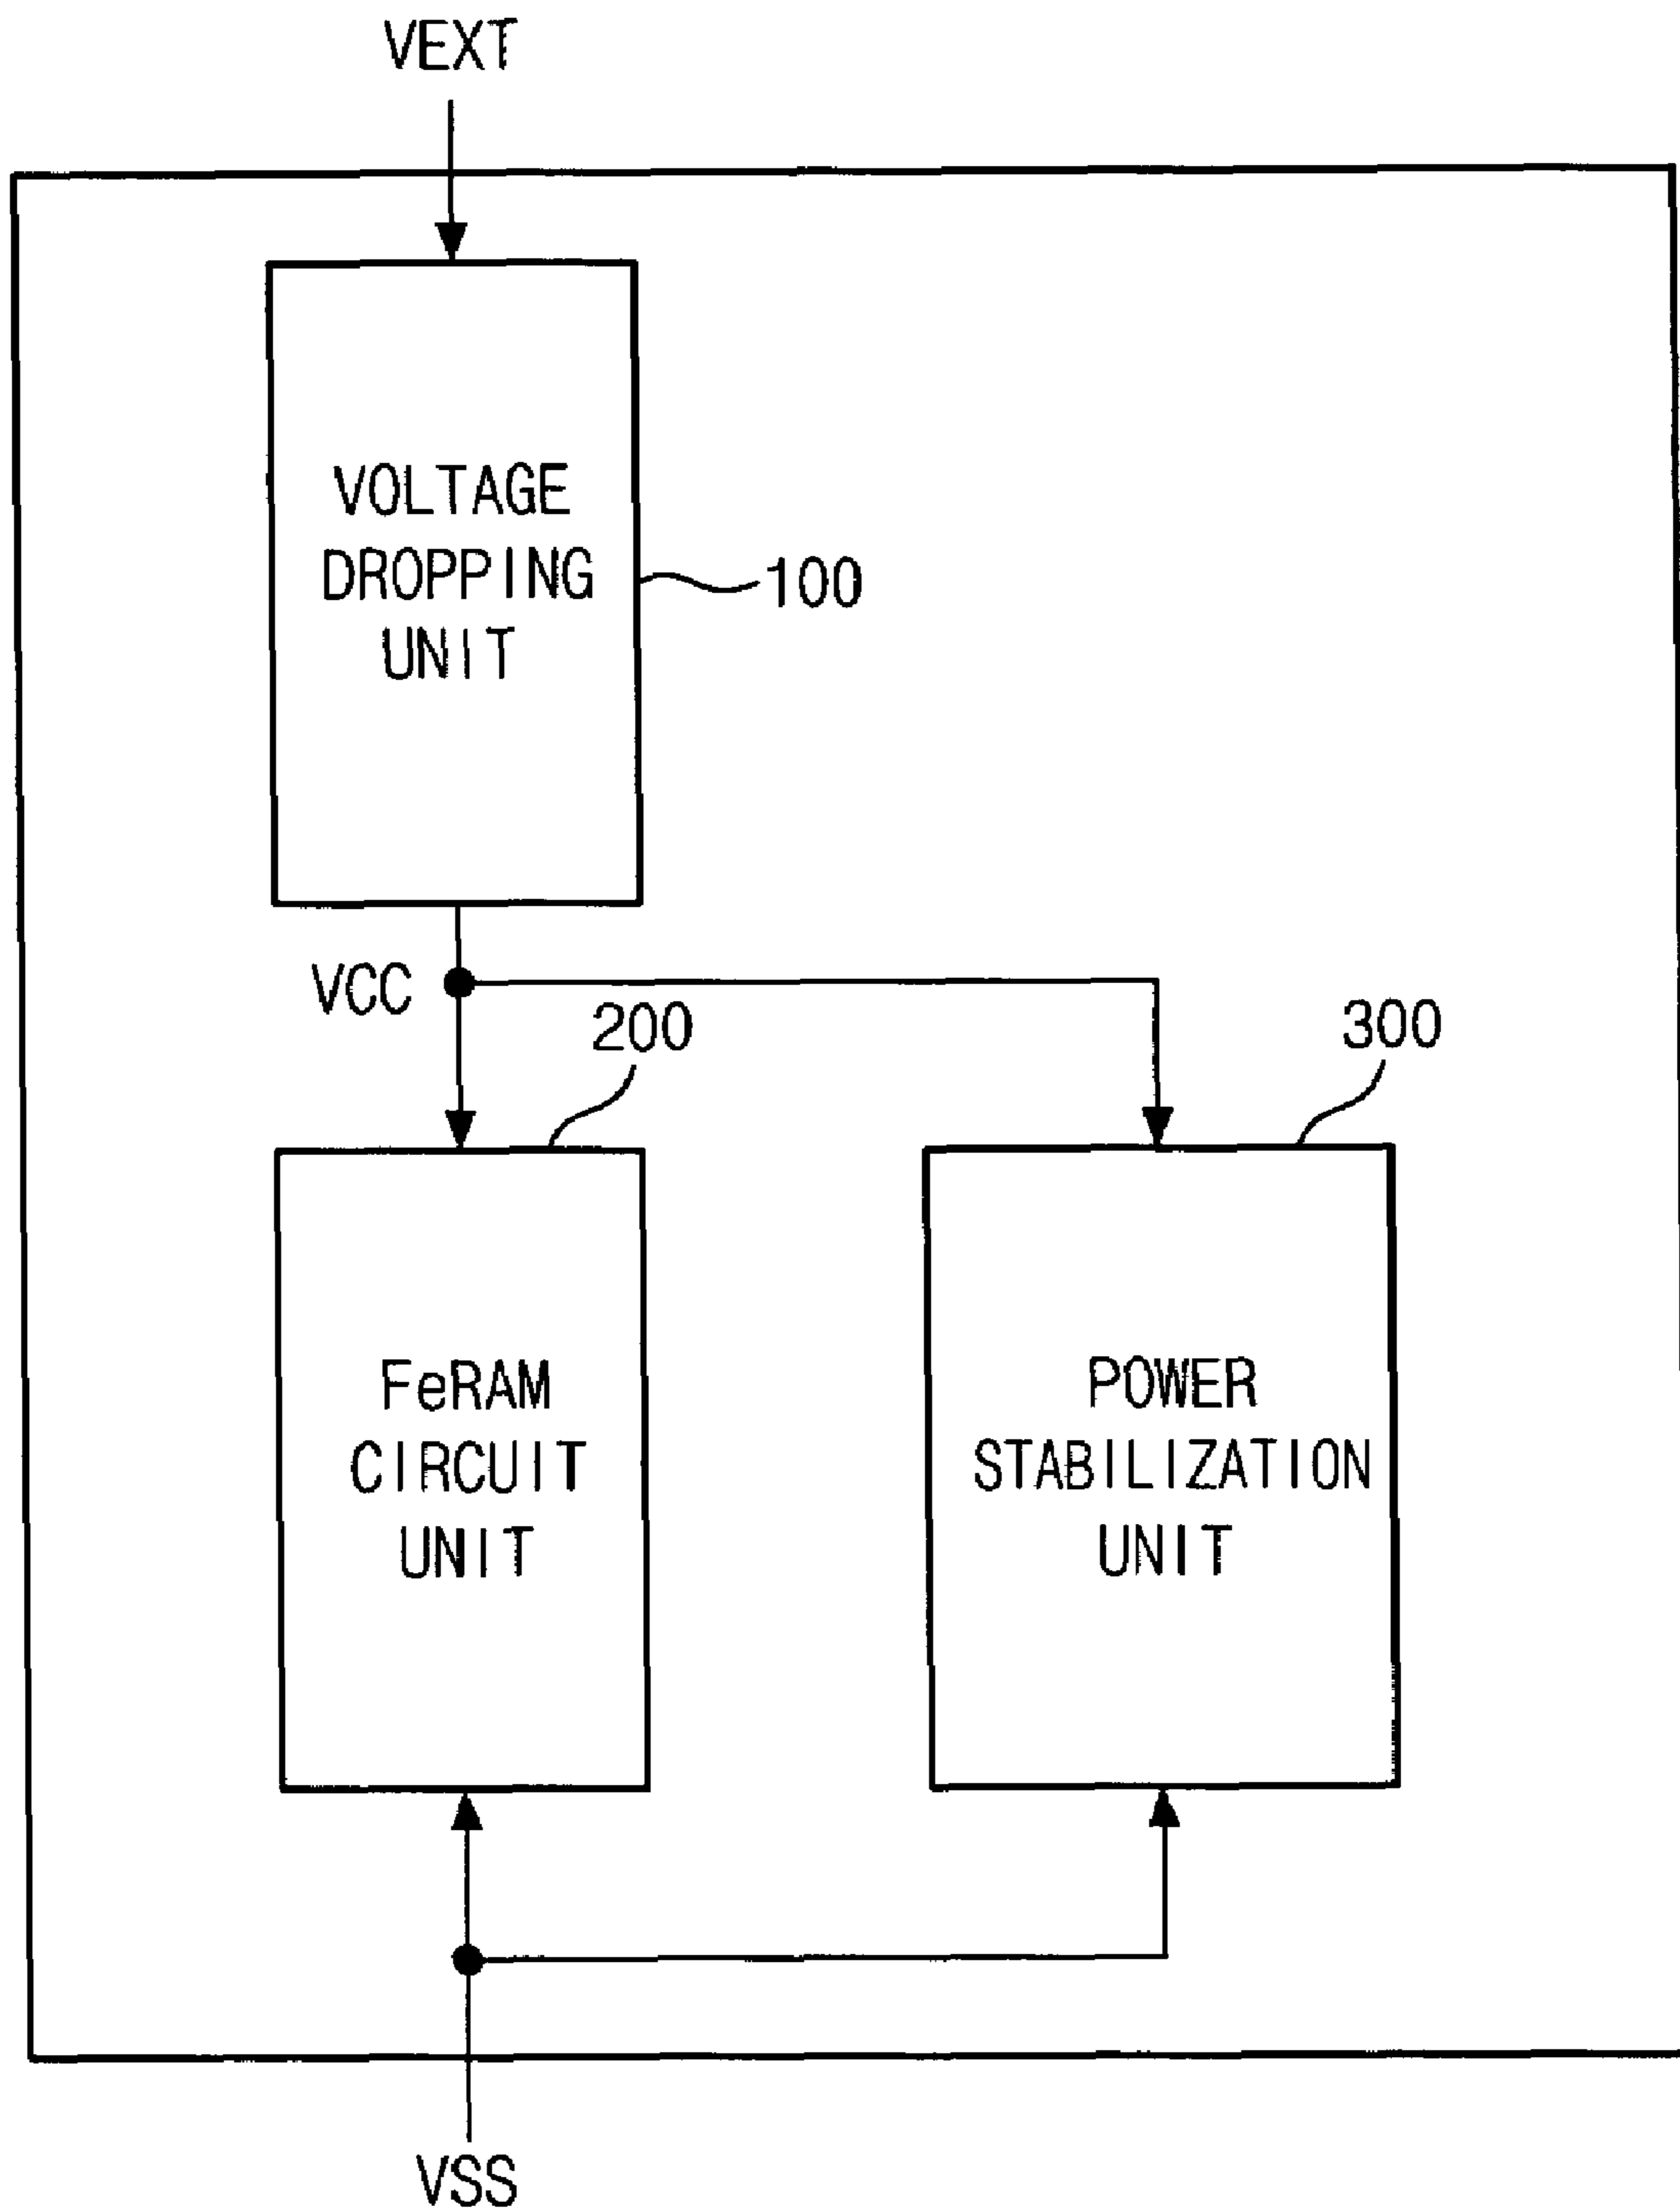 VEXT
VOLTAGE
DROPPING
UNIT
100
VCC
200
300
FeRAM
CIRCUIT
UNIT
POWER
STABILIZATION
UNIT
VSS